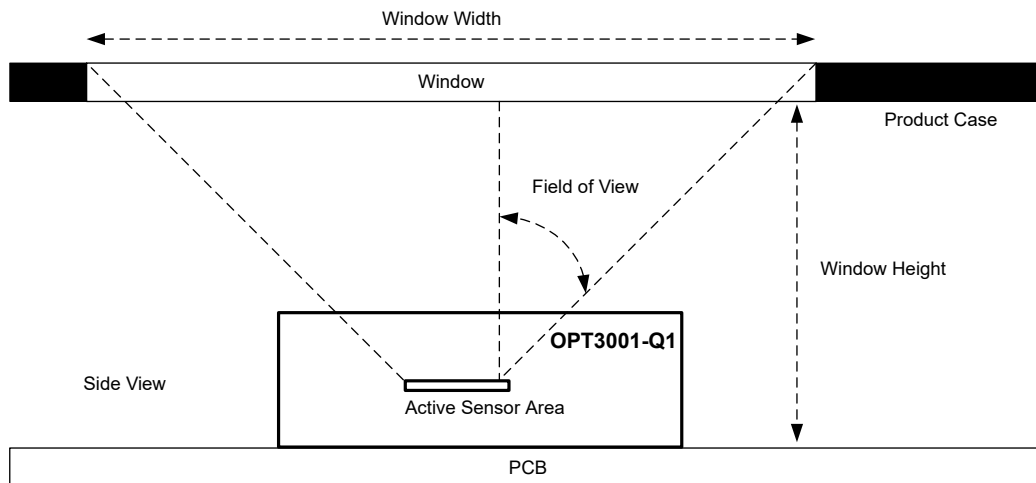 Window Width
Window
Product Case
Field of View
Window Height
OPT3001-Q1
Side View
Active Sensor Area
PCB